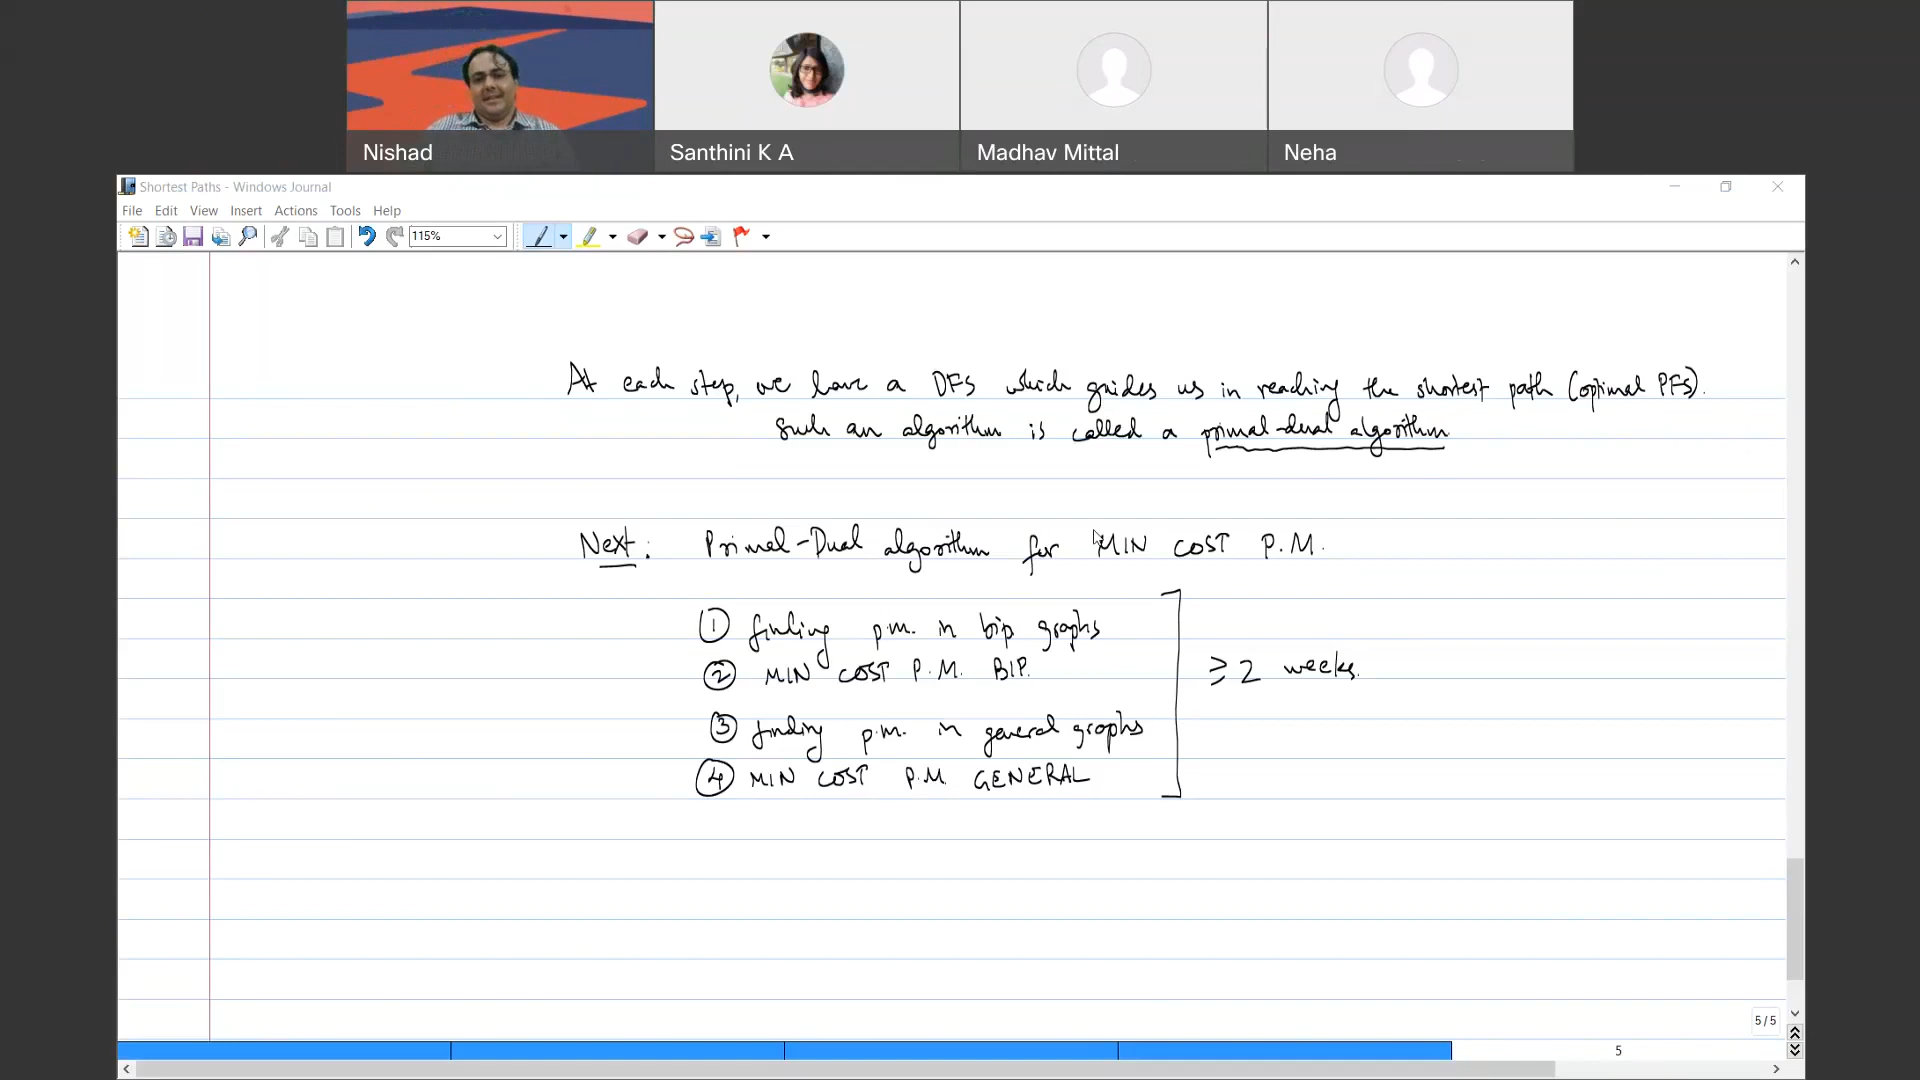 Nishad
Santhini K A
Madhav Mittal
Neha
Shortest Paths - Windows Journal
File Edit View Insert Actions Tools Help
115%
At each step, we have a DFS which guides us in reaching the shortest path (optimal PFS).
Such an algorithm is called a primal-dual algorithm
Next: Primal-Dual algorithm for MIN COST P.M.
① finding p.m. in bip graphs
② MIN COST P.M. BIP.
③ finding p.m. in general graphs
④ MIN COST P.M. GENERAL
≥ 2 weeks.
5 / 5
5